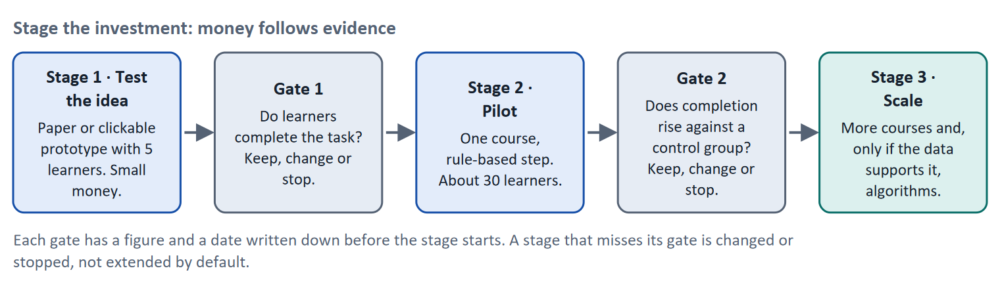 Stage the investment: money follows evidence
Stage 1 · Test
the idea
Paper or clickable
prototype with 5
learners. Small
money.
Gate 1
Do learners
complete the task?
Keep, change or
stop.
Stage 2 ·
Pilot
One course,
rule-based step.
About 30 learners.
Gate 2
Does completion
rise against a
control group?
Keep, change or
stop.
Stage 3 ·
Scale
More courses and,
only if the data
supports it,
algorithms.
Each gate has a figure and a date written down before the stage starts. A stage that misses its gate is changed or
stopped, not extended by default.